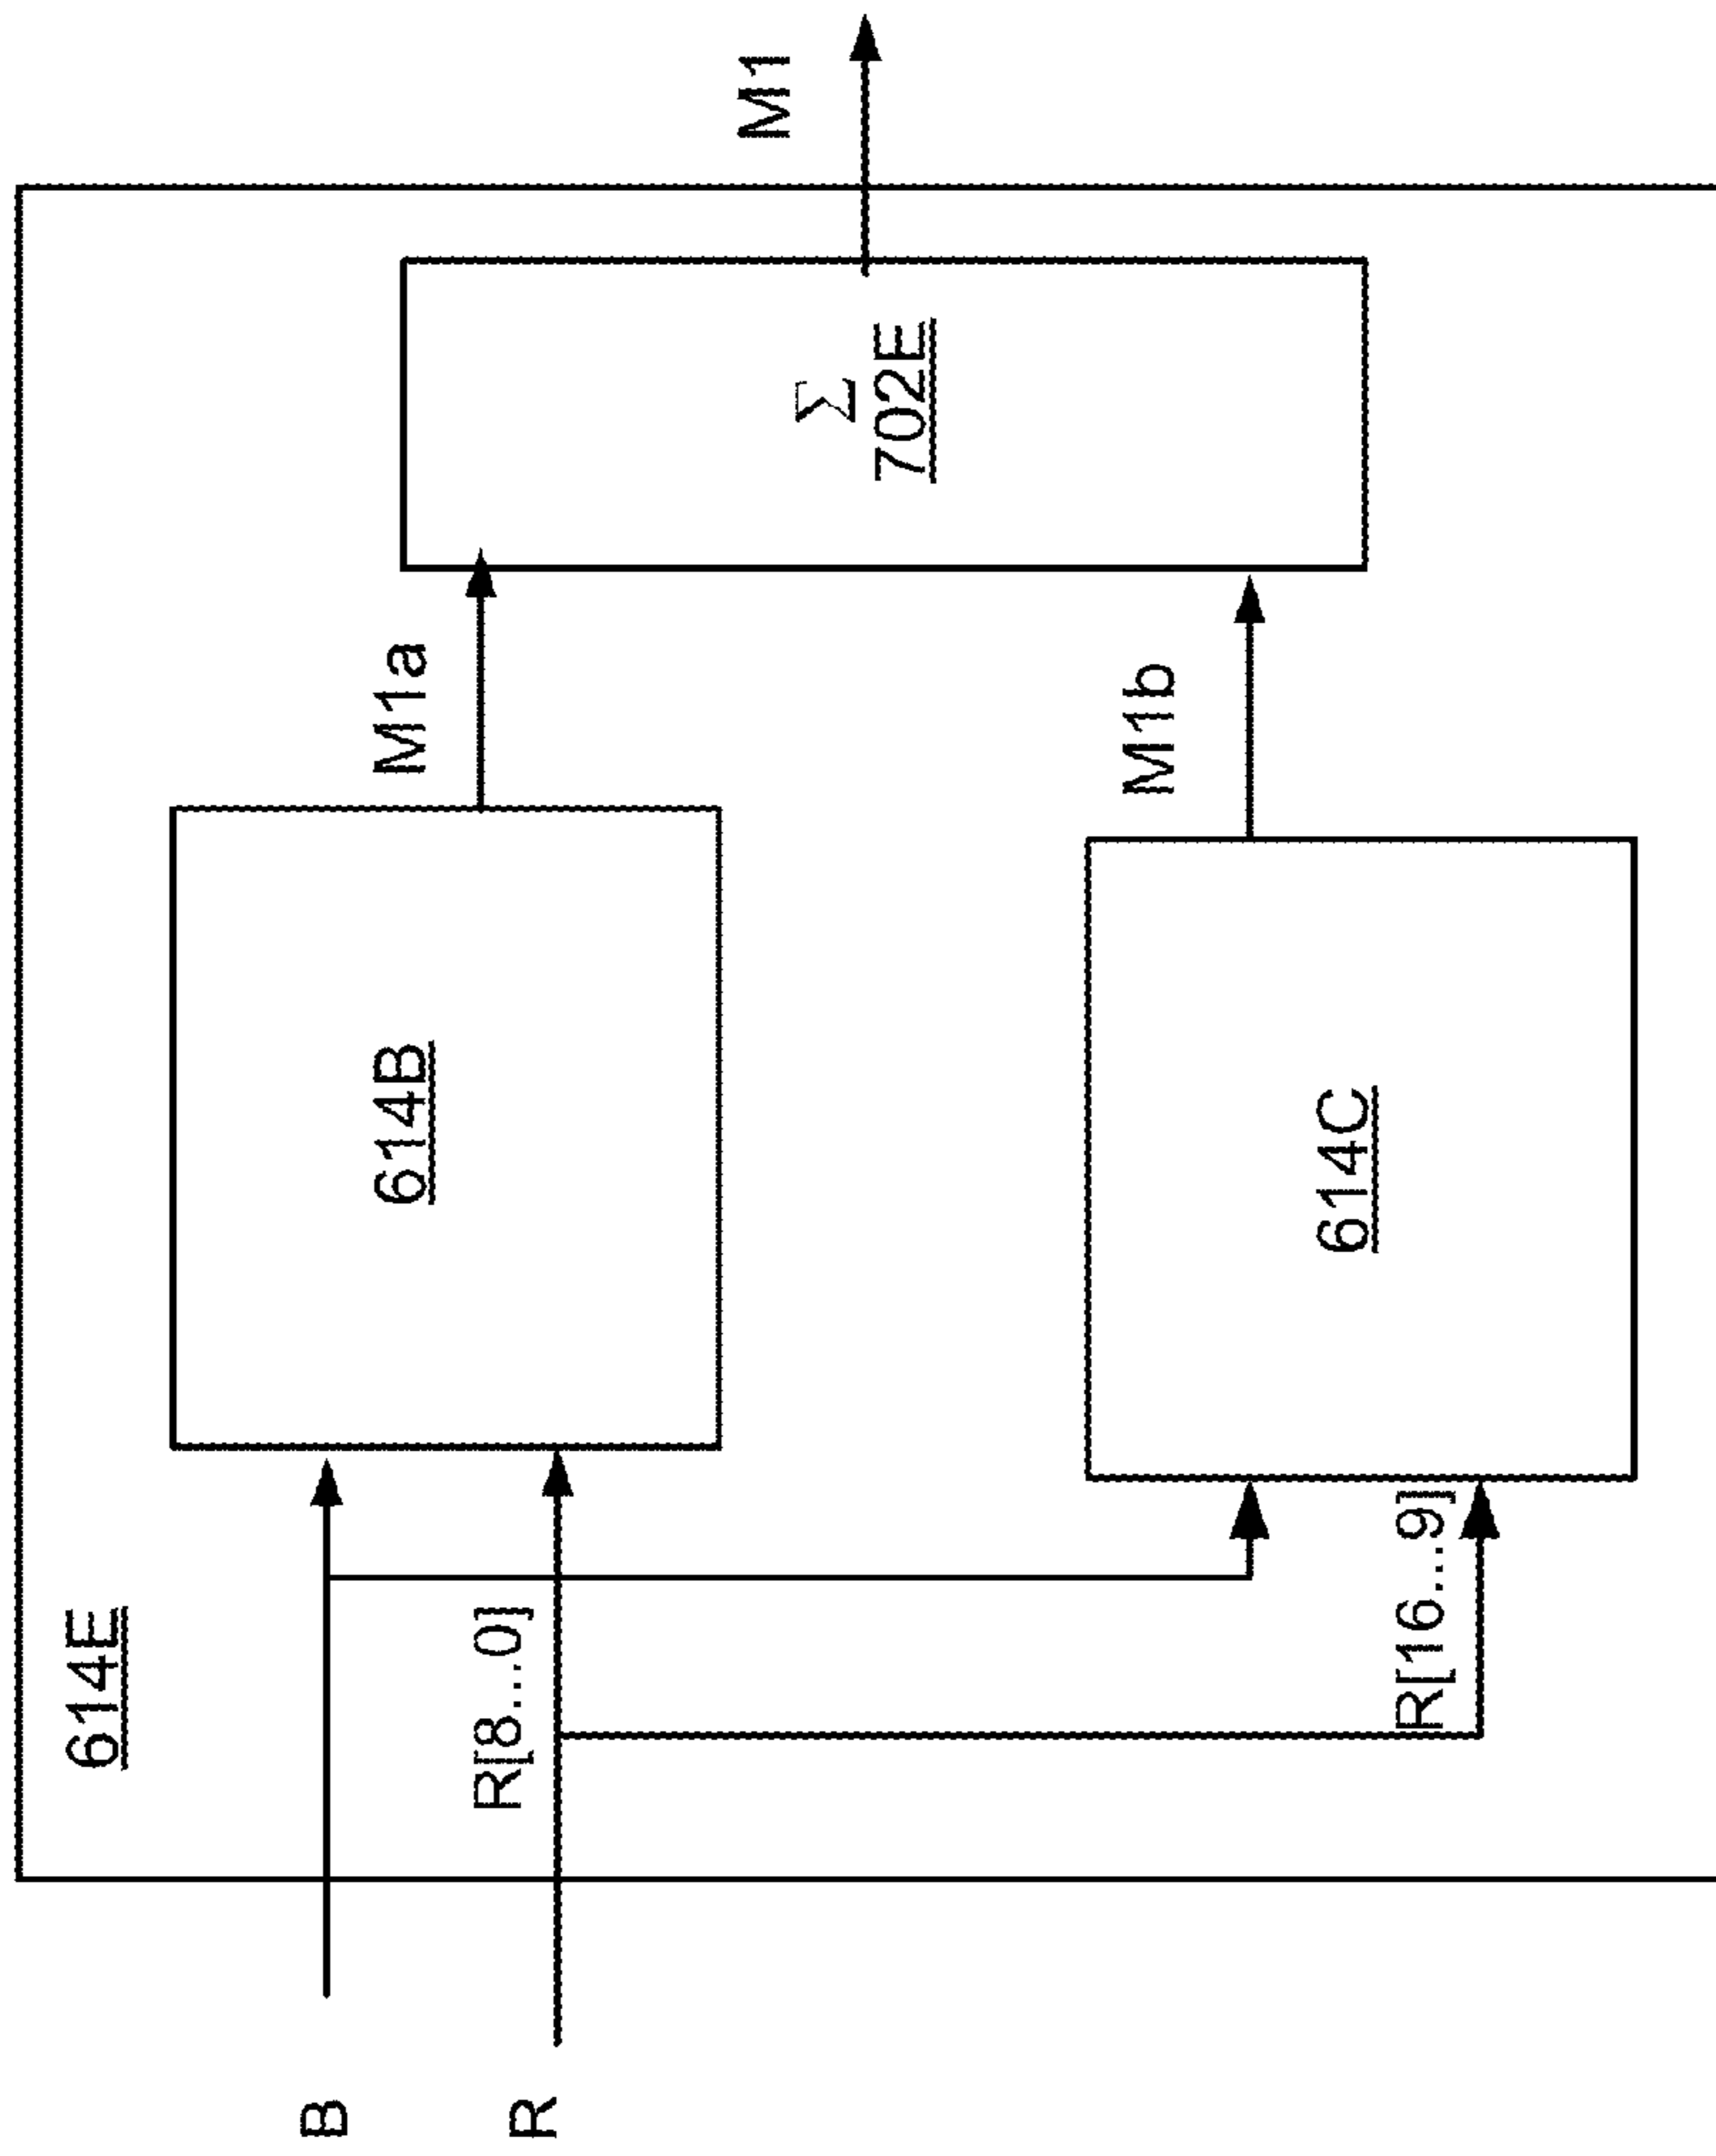 614E
B
R
R[8...0]
R[16...9]
614B
614C
M1a
M1b
Σ
702E
M1